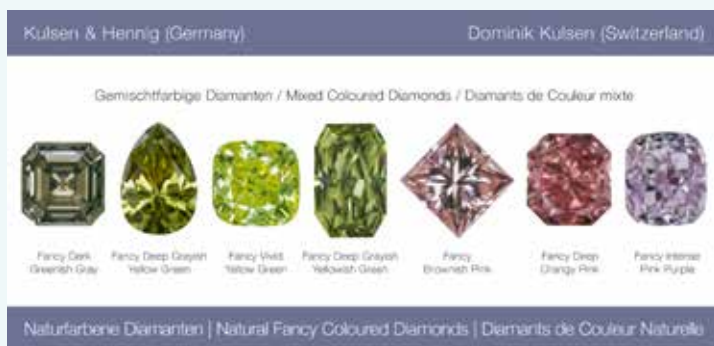 Kulsen & Hennig (Germany)
Dominik Kulsen (Switzerland)
Gemischtfarbige Diamanten / Mixed Coloured Diamonds / Diamants de Couleur mixte
Fancy Dark
Greenish Gray
Fancy Deep Grayish
Yellow Green
Fancy Vivid
Yellow Green
Fancy Deep Grayish
Yellowish Green
Fancy
Brownish Pink
Fancy Deep
Orangy Pink
Fancy Intense
Pink Purple
Naturfarbene Diamanten | Natural Fancy Coloured Diamonds | Diamants de Couleur Naturelle